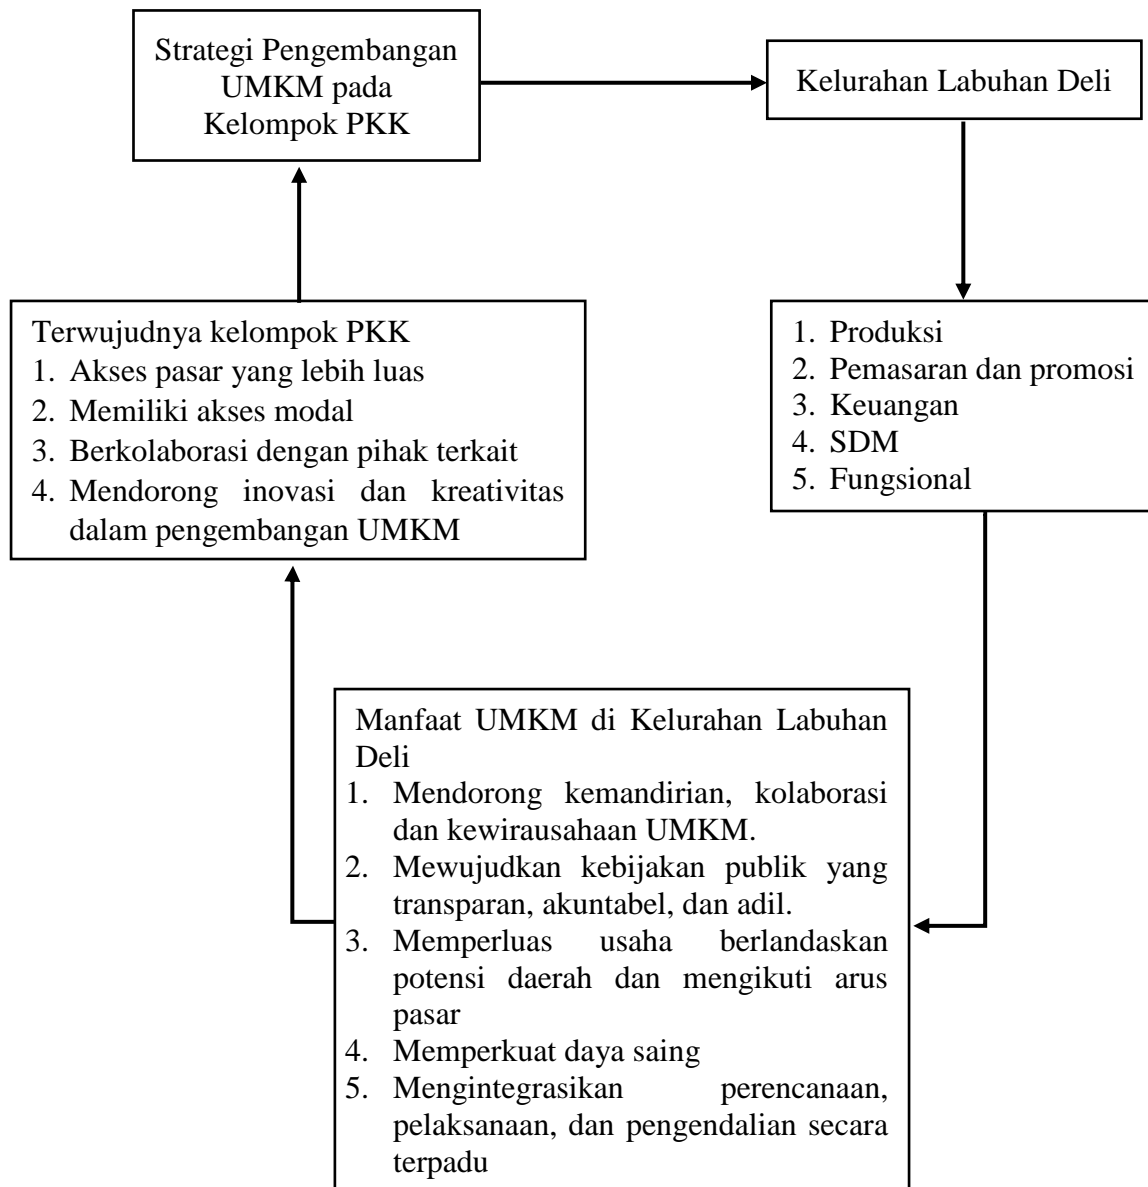 Strategi Pengembangan
UMKM pada
Kelompok PKK
Kelurahan Labuhan Deli
1. Produksi
2. Pemasaran dan promosi
3. Keuangan
4. SDM
5. Fungsional
Manfaat UMKM di Kelurahan Labuhan
Deli
1. Mendorong kemandirian, kolaborasi
dan kewirausahaan UMKM.
2. Mewujudkan kebijakan publik yang
transparan, akuntabel, dan adil.
3. Memperluas usaha berlandaskan
potensi daerah dan mengikuti arus
pasar
4. Memperkuat daya saing
5. Mengintegrasikan perencanaan,
pelaksanaan, dan pengendalian secara
terpadu
Terwujudnya kelompok PKK
1. Akses pasar yang lebih luas
2. Memiliki akses modal
3. Berkolaborasi dengan pihak terkait
4. Mendorong inovasi dan kreativitas
dalam pengembangan UMKM